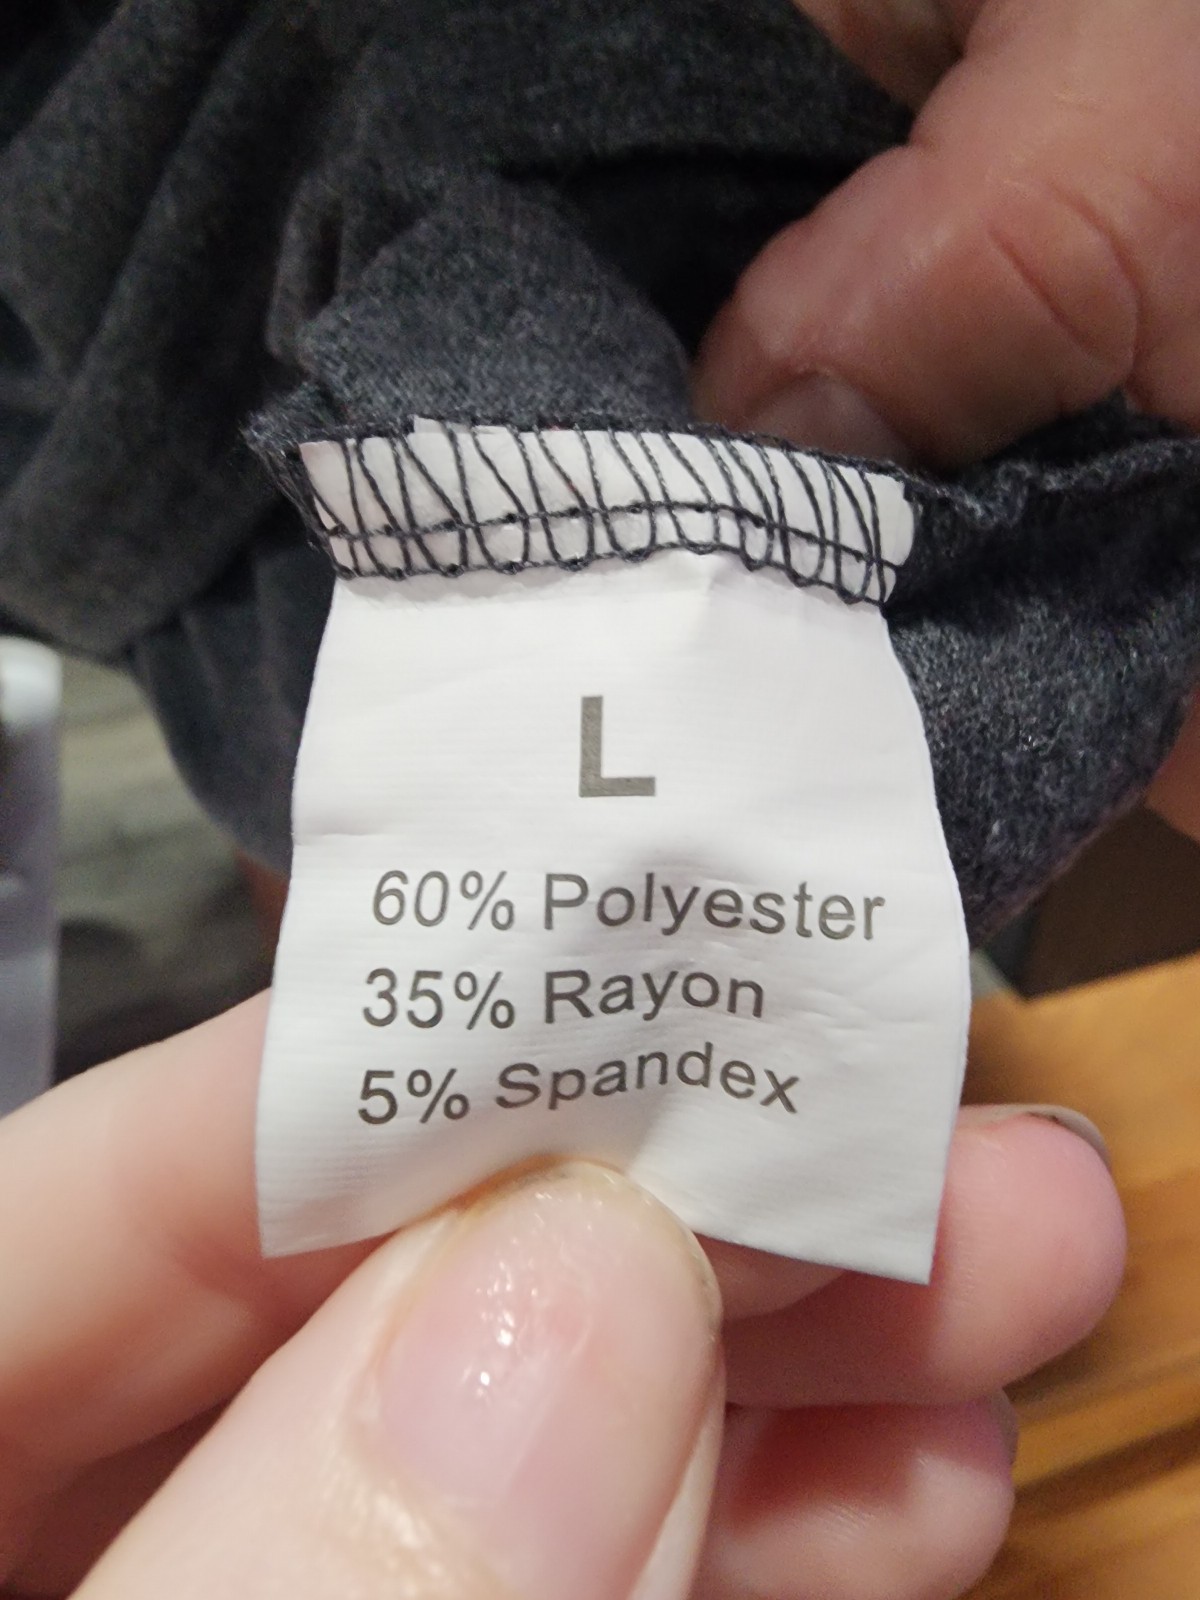 L
60% Polyester
35% Rayon
5% Spandex